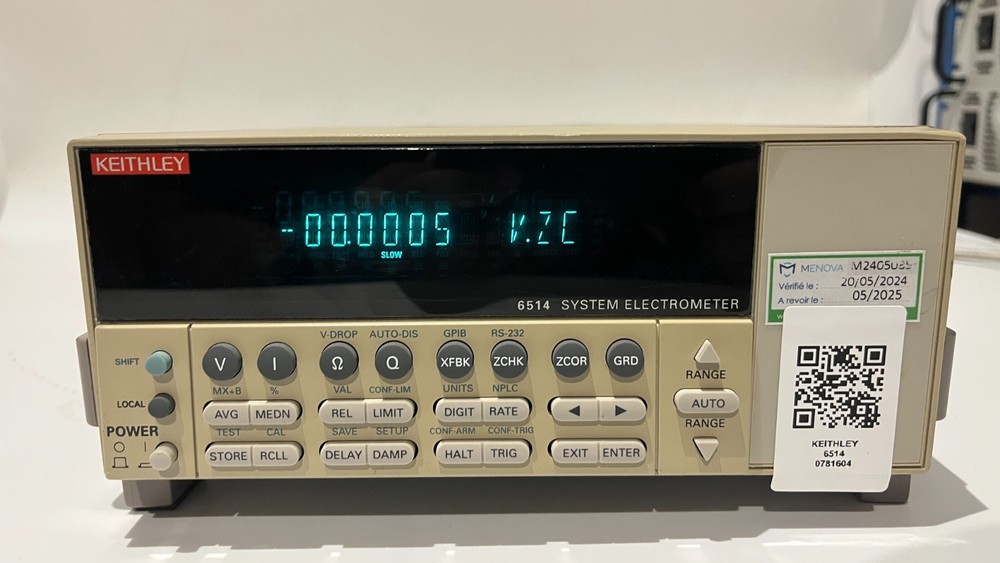 KEITHLEY
-00.0005 V.ZC
SLOW
6514 SYSTEM ELECTROMETER
MENOVA
Vérifié le : 20/05/2024
A revoir le : 05/2025
V-DROP AUTO-DIS GPIB RS-232
SHIFT V I Ω Q XFBK ZCHK ZCOR GRD
RANGE
MX+B % VAL CONF-LIM UNITS NPLC
LOCAL AVG MEDN REL LIMIT DIGIT RATE ◀ ▶ AUTO
RANGE
POWER
TEST CAL SAVE SETUP CONF-ARM CONF-TRIG
STORE RCLL DELAY DAMP HALT TRIG EXIT ENTER
KEITHLEY
6514
0781604